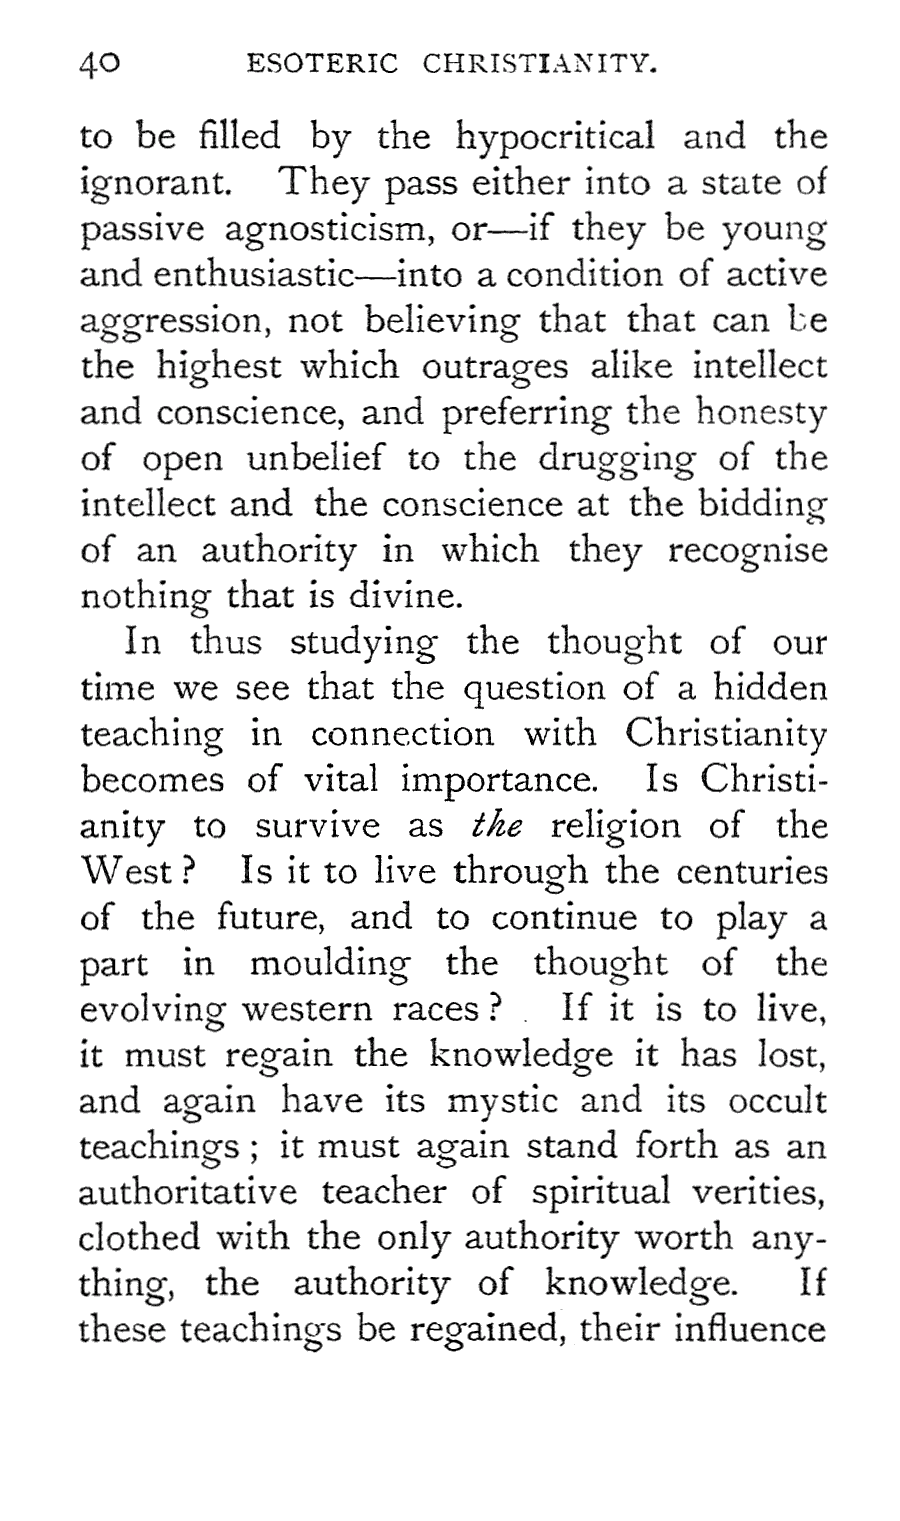 40 ESOTERIC CHRISTIANITY.
to be filled by the hypocritical and the
ignorant. They pass either into a state of
passive agnosticism, or—if they be young
and enthusiastic—into a condition of active
aggression, not believing that that can be
the highest which outrages alike intellect
and conscience, and preferring the honesty
of open unbelief to the drugging of the
intellect and the conscience at the bidding
of an authority in which they recognise
nothing that is divine.
In thus studying the thought of our
time we see that the question of a hidden
teaching in connection with Christianity
becomes of vital importance. Is Christi-
anity to survive as the religion of the
West ? Is it to live through the centuries
of the future, and to continue to play a
part in moulding the thought of the
evolving western races ? If it is to live,
it must regain the knowledge it has lost,
and again have its mystic and its occult
teachings ; it must again stand forth as an
authoritative teacher of spiritual verities,
clothed with the only authority worth any-
thing, the authority of knowledge. If
these teachings be regained, their influence